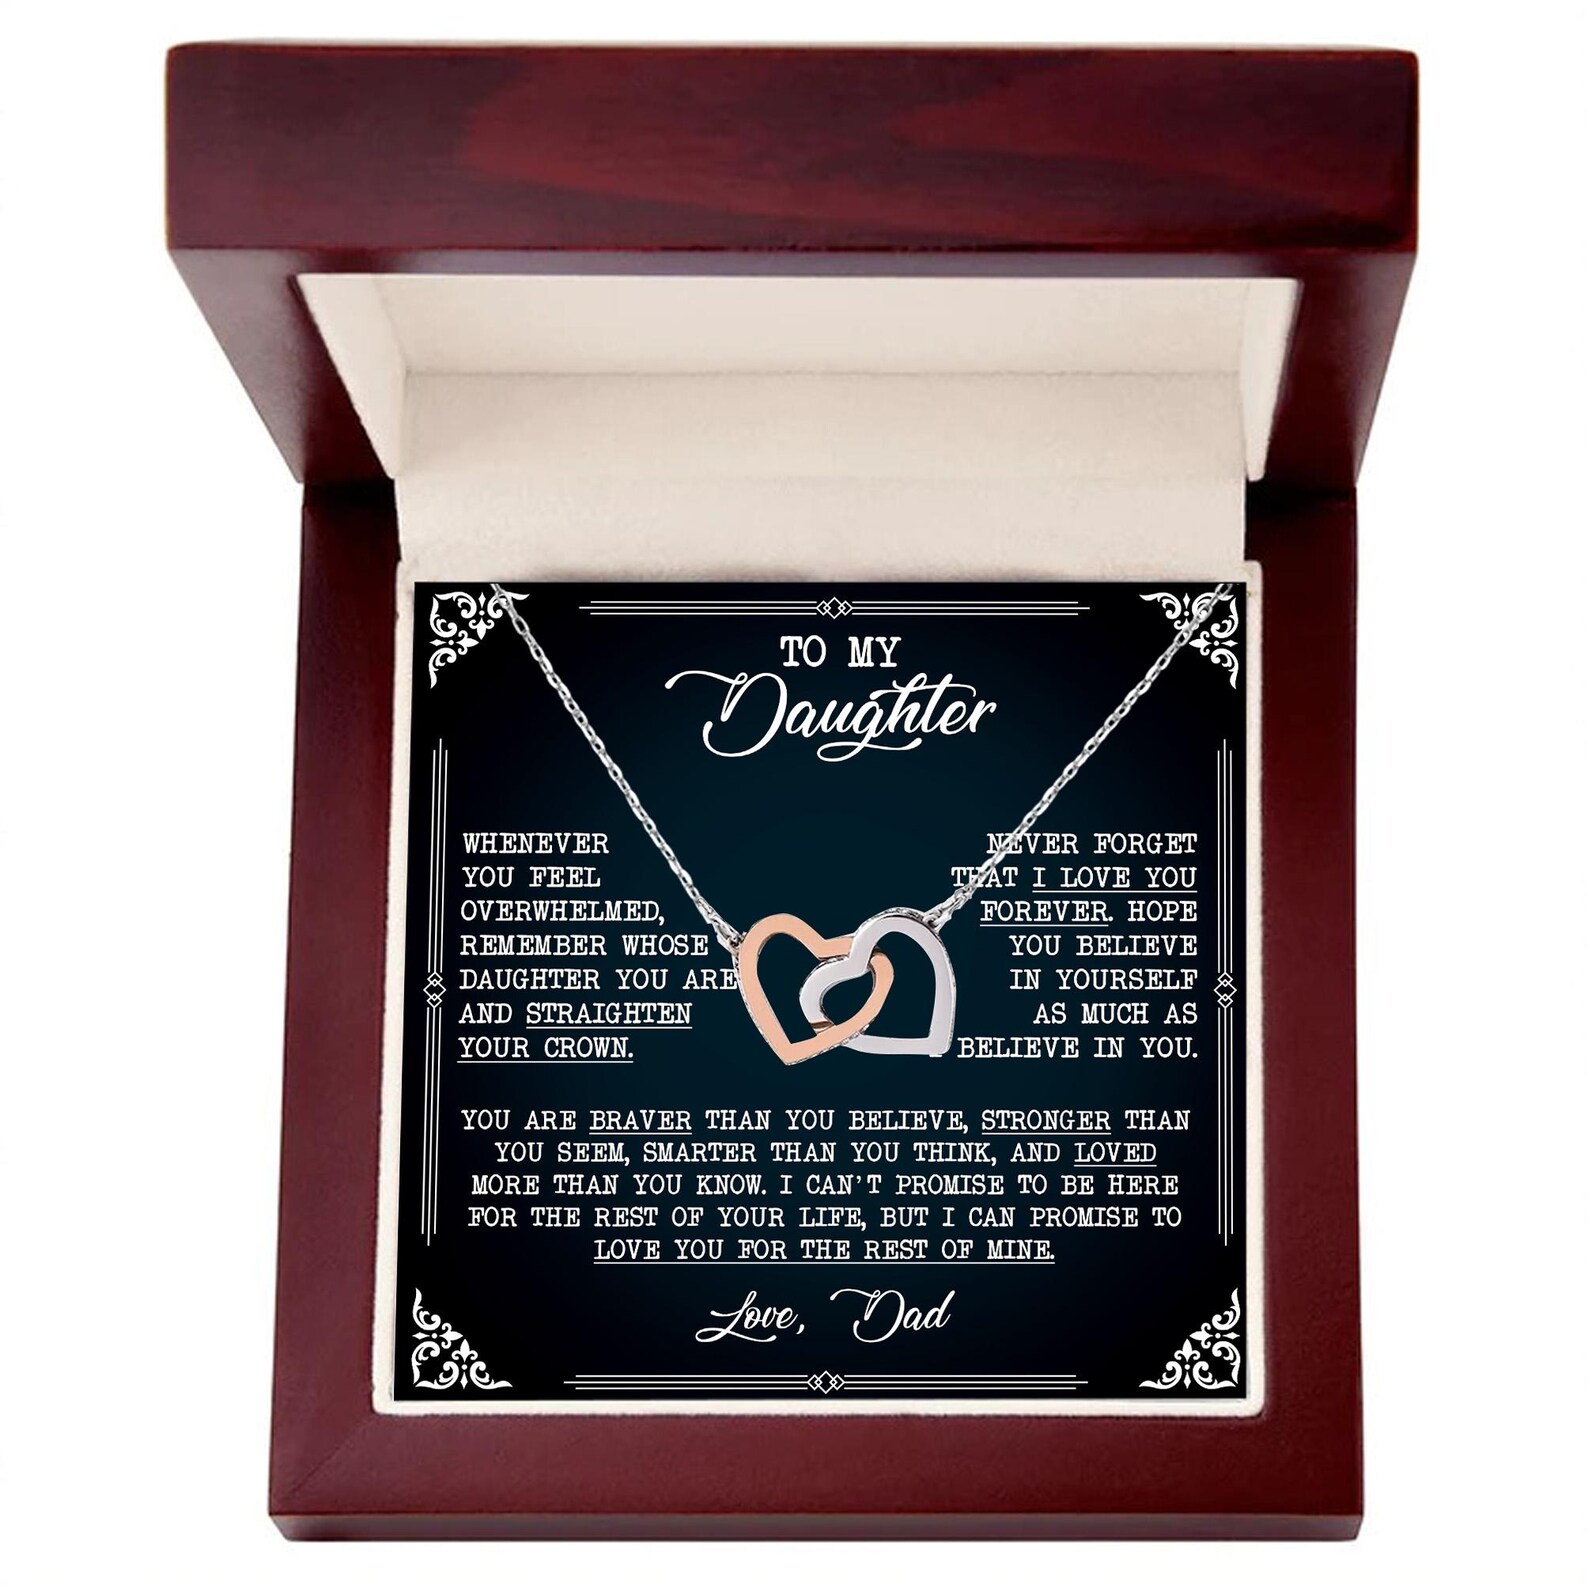 TO MY
Daughter
WHENEVER
YOU FEEL
OVERWHELMED,
REMEMBER WHOSE
DAUGHTER YOU ARE
AND STRAIGHTEN
YOUR CROWN.
NEVER FORGET
THAT I LOVE YOU
FOREVER. HOPE
YOU BELIEVE
IN YOURSELF
AS MUCH AS
I BELIEVE IN YOU.
YOU ARE BRAVER THAN YOU BELIEVE, STRONGER THAN
YOU SEEM, SMARTER THAN YOU THINK, AND LOVED
MORE THAN YOU KNOW. I CAN'T PROMISE TO BE HERE
FOR THE REST OF YOUR LIFE, BUT I CAN PROMISE TO
LOVE YOU FOR THE REST OF MINE.
Love, Dad